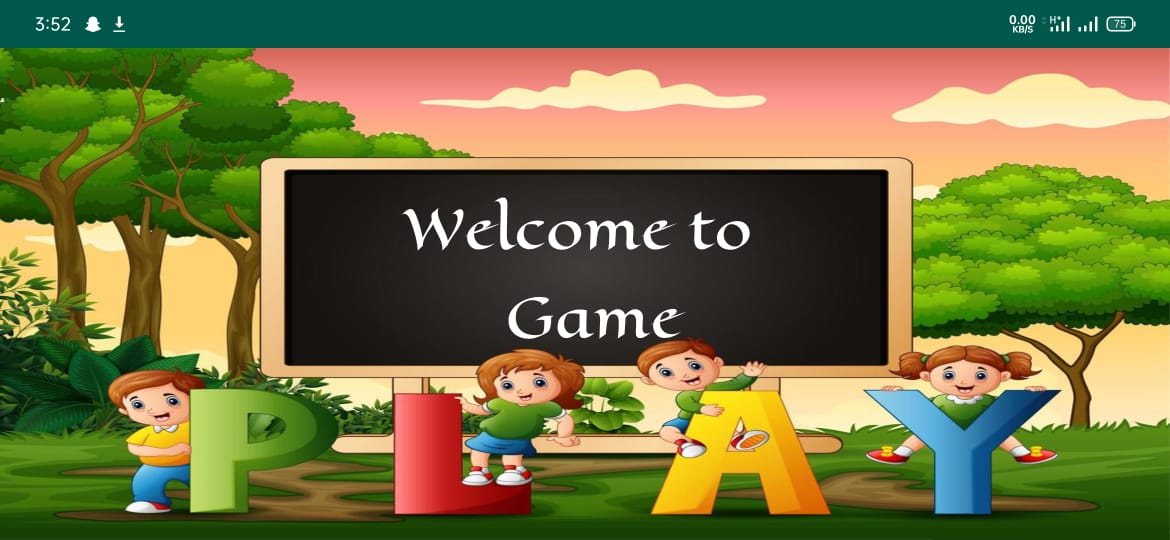 3:52
0.00
KB/S
H+
75
Welcome to
Game
PLAY